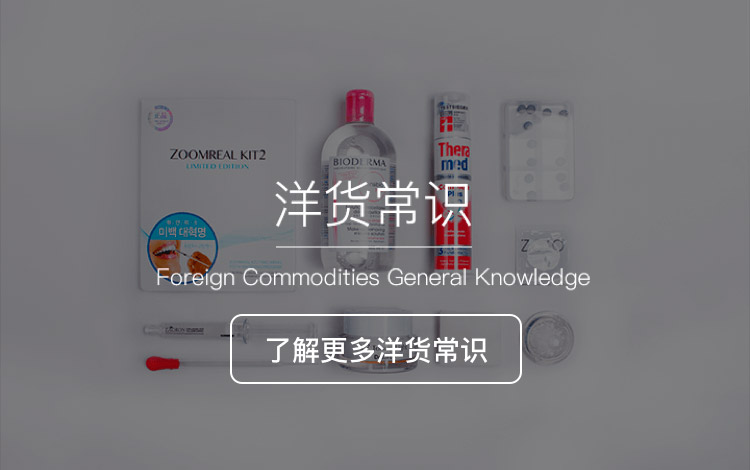 ZOOMREAL KIT2
LIMITED EDITION
미백 대혁명
BIODERMA
Thera
med
洋货常识
Foreign Commodities General Knowledge
了解更多洋货常识